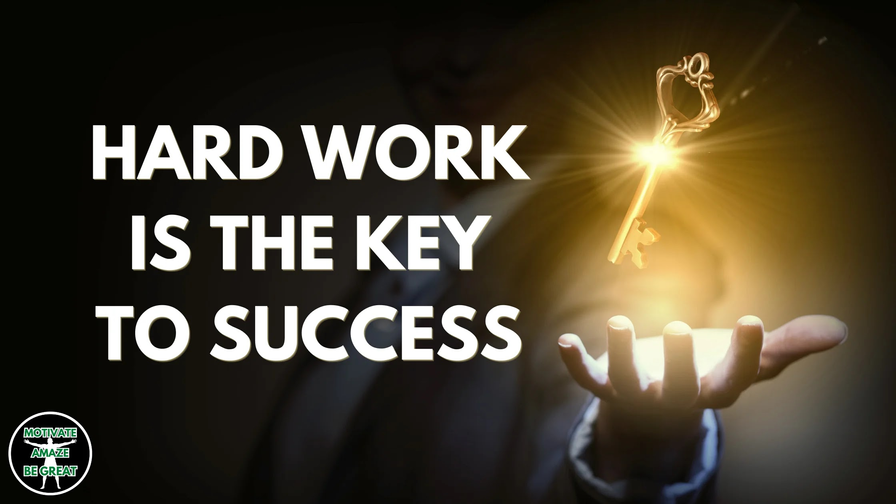 HARD WORK
IS THE KEY
TO SUCCESS
MOTIVATE
AMAZE
BE GREAT